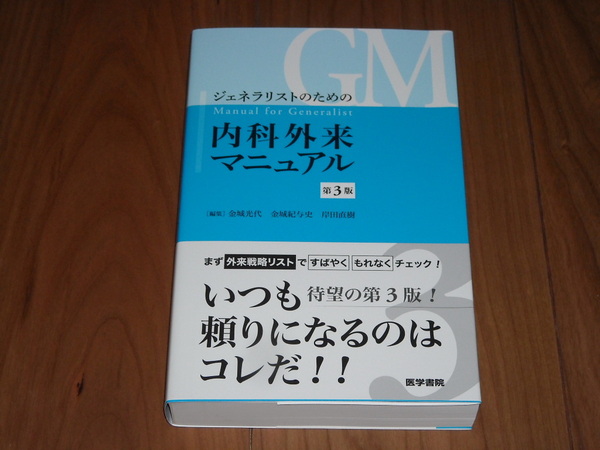 GM
ジェネラリストのための
Manual for Generalist
内科外来
マニュアル
第3版
［編集］ 金城光代 金城紀与史 岸田直樹
まず 外来戦略リスト で すばやく もれなく チェック！
いつも 待望の第3版！
頼りになるのは
コレだ！！
3
医学書院